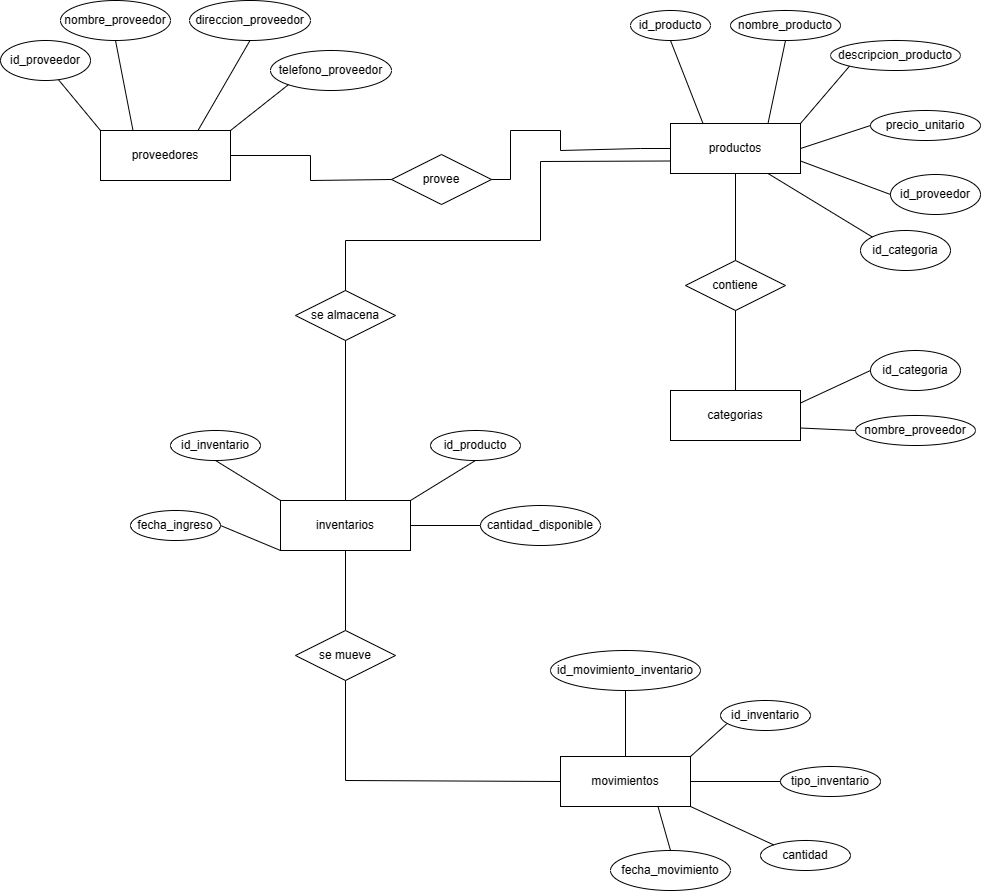 nombre_proveedor
direccion_proveedor
id_proveedor
telefono_proveedor
proveedores
provee
id_producto
nombre_producto
descripcion_producto
precio_unitario
productos
id_proveedor
id_categoria
contiene
se almacena
id_categoria
categorias
nombre_proveedor
id_inventario
id_producto
fecha_ingreso
inventarios
cantidad_disponible
se mueve
id_movimiento_inventario
id_inventario
movimientos
tipo_inventario
cantidad
fecha_movimiento